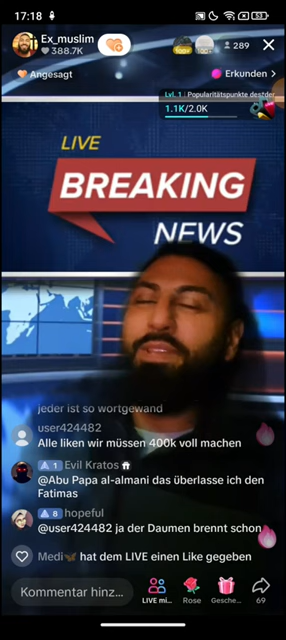 17:18
53
Ex_muslim
388.7K
289
Angesagt
Erkunden >
Lvl. 1 | Popularitätspunkte des/der
1.1K/2.0K
LIVE
BREAKING
NEWS
jeder ist so wortgewand
user424482
Alle liken wir müssen 400k voll machen
1 Evil Kratos
@Abu Papa al-almani das überlasse ich den
Fatimas
8 hopeful
@user424482 ja der Daumen brennt schon
Medi🦋 hat dem LIVE einen Like gegeben
Kommentar hinz...
LIVE mi...
Rose
Gesche...
69